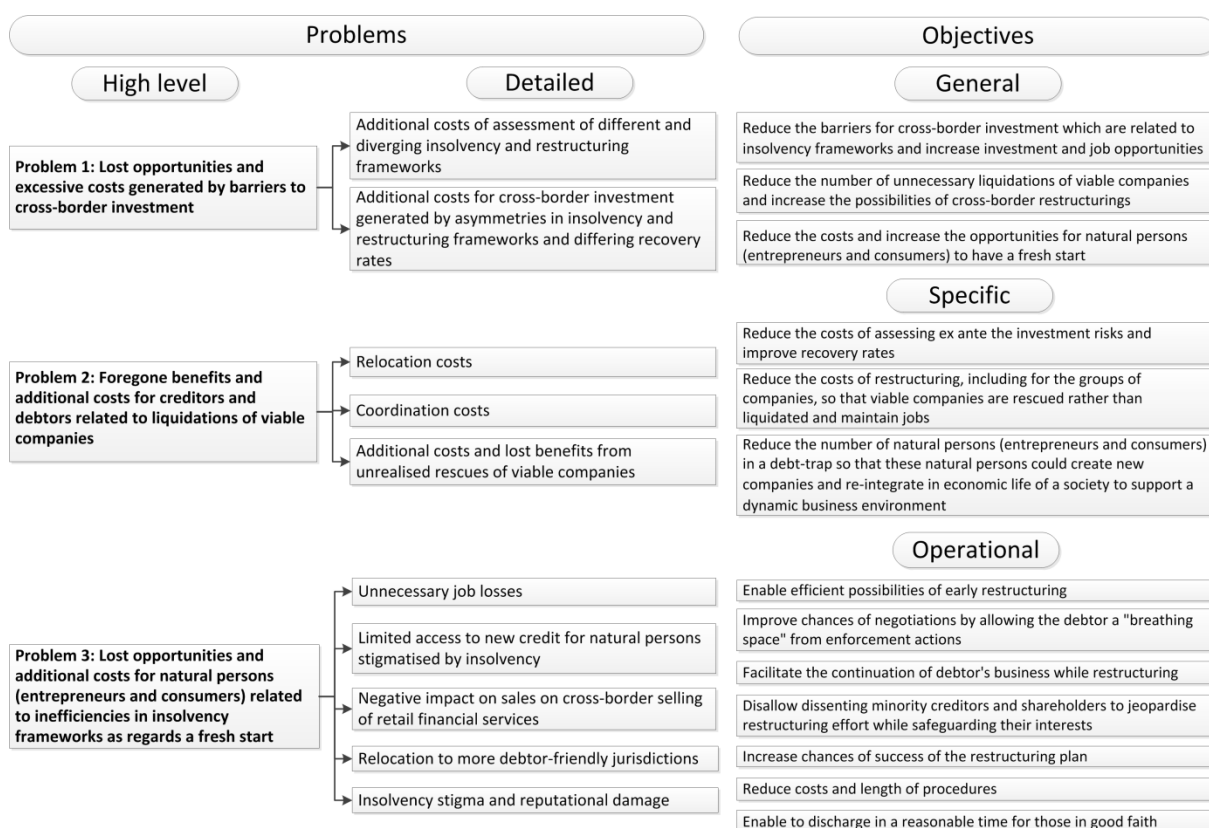 Problems
Objectives
High level
Detailed
General
Problem 1: Lost opportunities and
excessive costs generated by barriers to
cross-border investment
Additional costs of assessment of different and
diverging insolvency and restructuring
frameworks
Additional costs for cross-border investment
generated by asymmetries in insolvency and
restructuring frameworks and differing recovery
rates
Reduce the barriers for cross-border investment which are related to
insolvency frameworks and increase investment and job opportunities
Reduce the number of unnecessary liquidations of viable companies
and increase the possibilities of cross-border restructurings
Reduce the costs and increase the opportunities for natural persons
(entrepreneurs and consumers) to have a fresh start
Specific
Problem 2: Foregone benefits and
additional costs for creditors and
debtors related to liquidations of viable
companies
Relocation costs
Coordination costs
Additional costs and lost benefits from
unrealised rescues of viable companies
Reduce the costs of assessing ex ante the investment risks and
improve recovery rates
Reduce the costs of restructuring, including for the groups of
companies, so that viable companies are rescued rather than
liquidated and maintain jobs
Reduce the number of natural persons (entrepreneurs and consumers)
in a debt-trap so that these natural persons could create new
companies and re-integrate in economic life of a society to support a
dynamic business environment
Operational
Problem 3: Lost opportunities and
additional costs for natural persons
(entrepreneurs and consumers) related
to inefficiencies in insolvency
frameworks as regards a fresh start
Unnecessary job losses
Limited access to new credit for natural persons
stigmatised by insolvency
Negative impact on sales on cross-border selling
of retail financial services
Relocation to more debtor-friendly jurisdictions
Insolvency stigma and reputational damage
Enable efficient possibilities of early restructuring
Improve chances of negotiations by allowing the debtor a "breathing
space" from enforcement actions
Facilitate the continuation of debtor's business while restructuring
Disallow dissenting minority creditors and shareholders to jeopardise
restructuring effort while safeguarding their interests
Increase chances of success of the restructuring plan
Reduce costs and length of procedures
Enable to discharge in a reasonable time for those in good faith